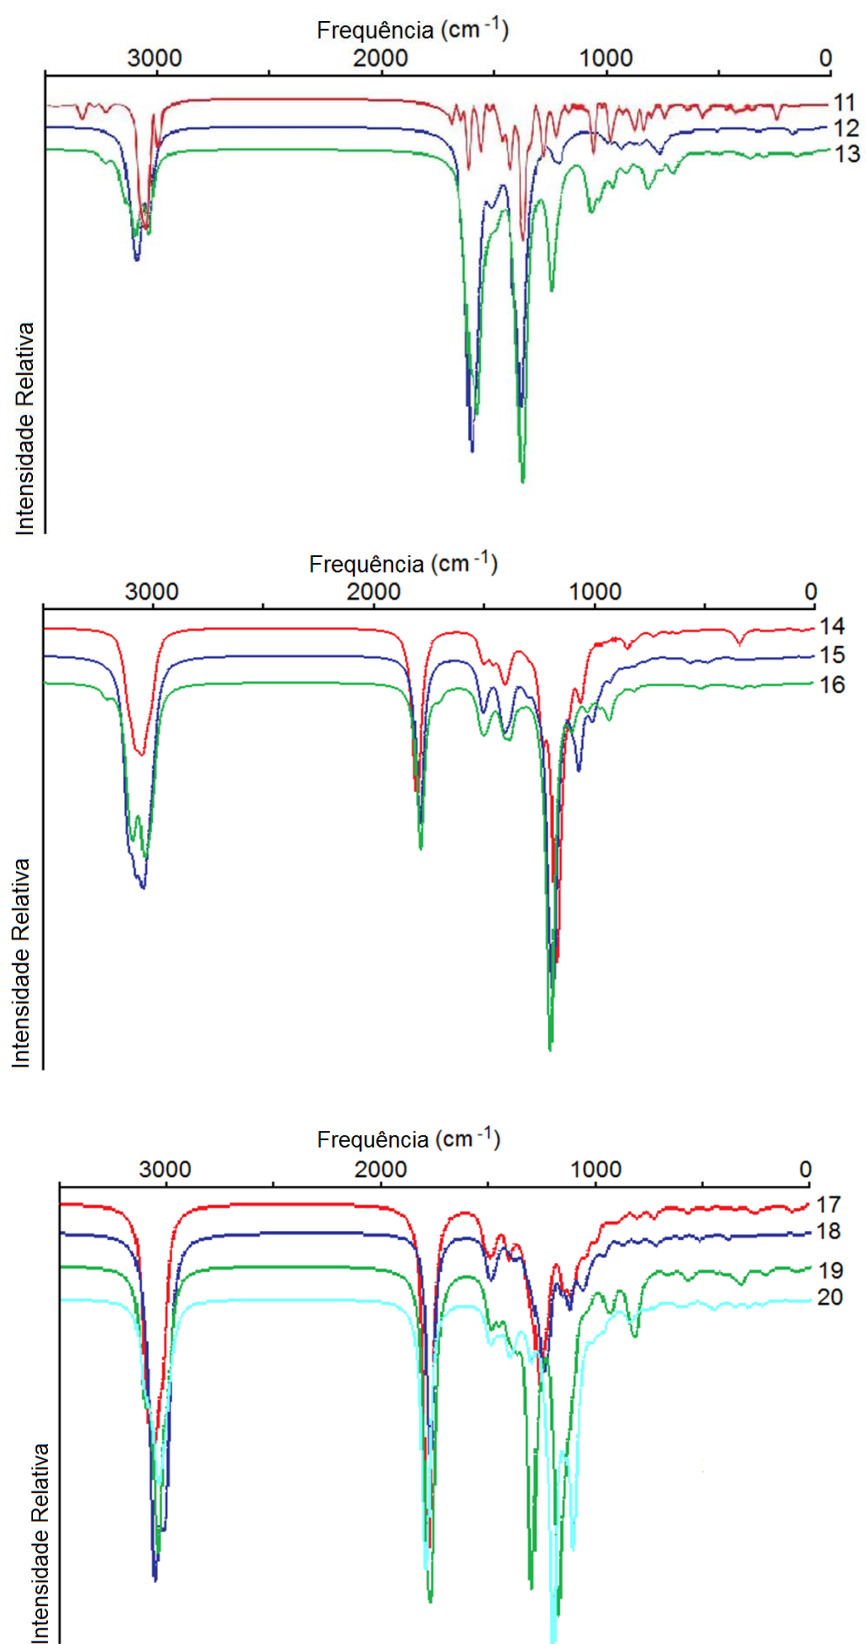 Frequência (cm -1)
3000 2000 1000 0
11
12
13
Intensidade Relativa
Frequência (cm -1)
3000 2000 1000 0
14
15
16
Intensidade Relativa
Frequência (cm -1)
3000 2000 1000 0
17
18
19
20
Intensidade Relativa